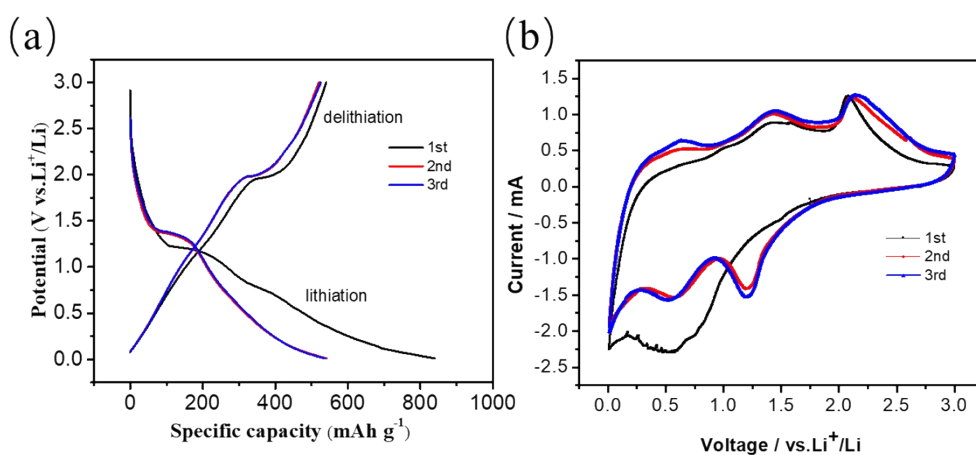 (a)
Potential (V vs.Li⁺/Li)
3.0
2.5
2.0
1.5
1.0
0.5
0.0
delithiation
1st
2nd
3rd
lithiation
0
200
400
600
800
1000
Specific capacity (mAh g⁻¹)
(b)
Current / mA
1.5
1.0
0.5
0.0
-0.5
-1.0
-1.5
-2.0
-2.5
1st
2nd
3rd
0.0
0.5
1.0
1.5
2.0
2.5
3.0
Voltage / vs.Li⁺/Li